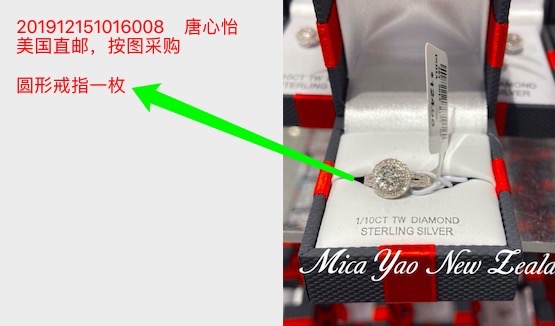 201912151016008 唐心怡
美国直邮，按图采购
圆形戒指一枚
1/10CT TW DIAMOND
STERLING SILVER
Mica Yao New Zeala